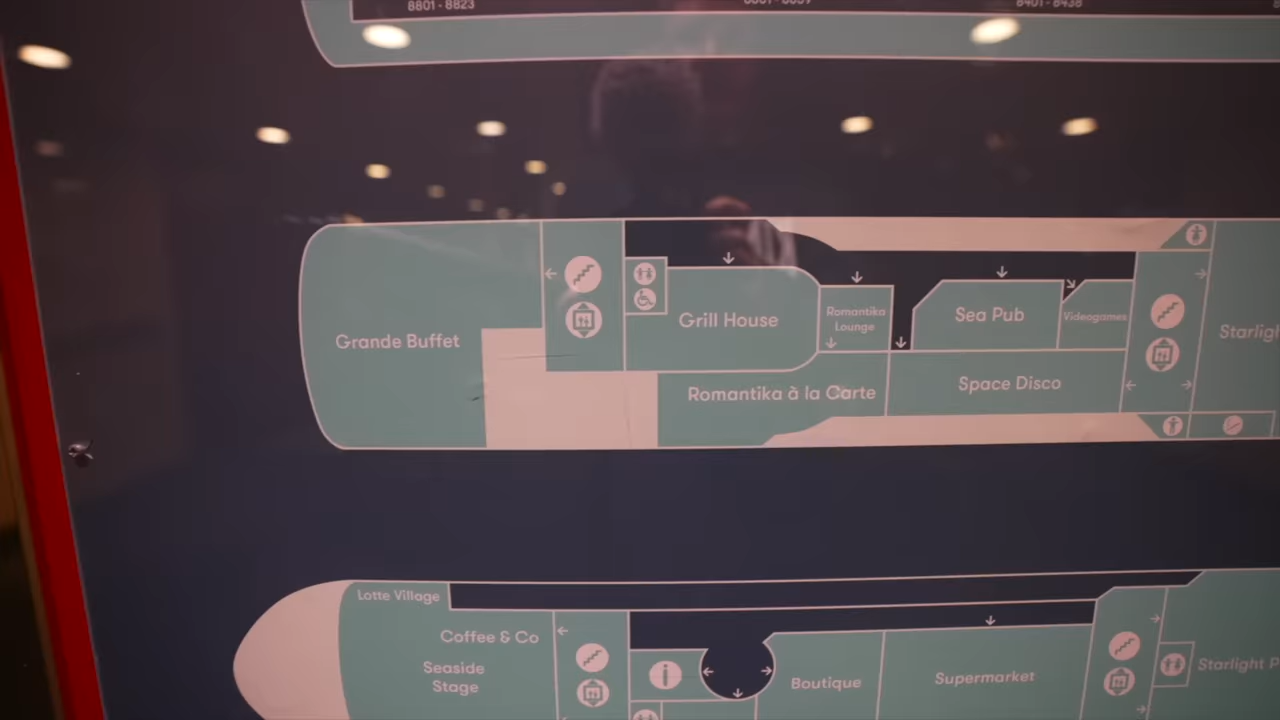 8801 - 8823
8401 - 8438
Grande Buffet
Grill House
Romantika
Lounge
Sea Pub
Videogames
Starlig
Romantika à la Carte
Space Disco
Lotte Village
Coffee & Co
Seaside
Stage
Boutique
Supermarket
Starlight P